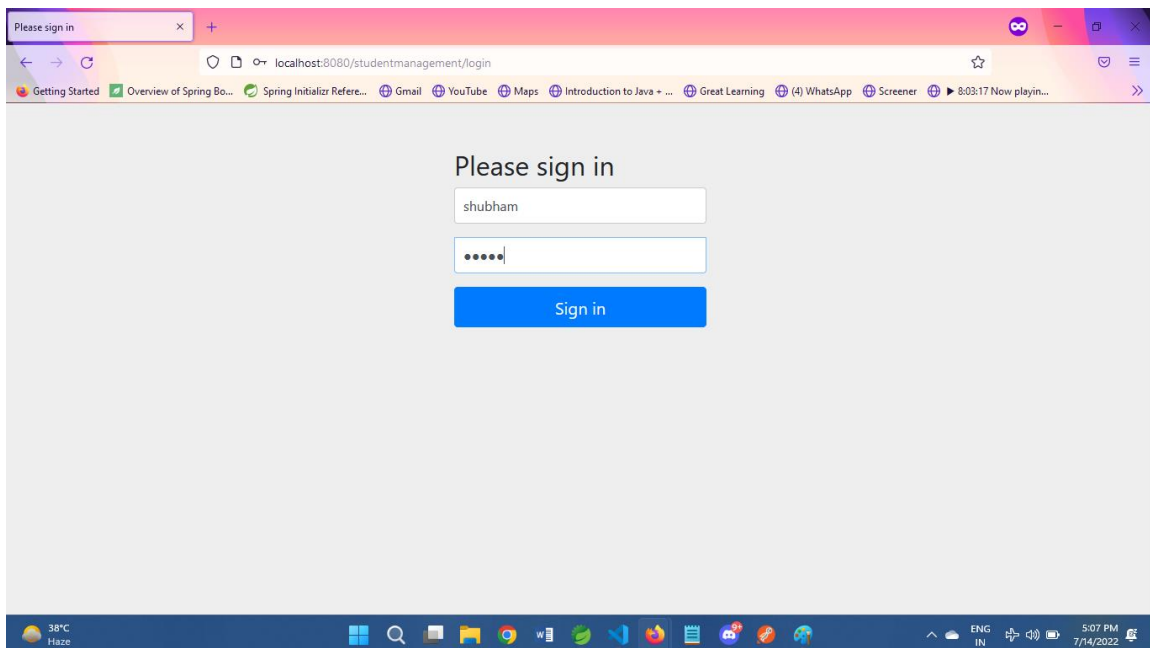 Please sign in
localhost:8080/studentmanagement/login
Getting Started Overview of Spring Bo... Spring Initializr Refere... Gmail YouTube Maps Introduction to Java + ... Great Learning (4) WhatsApp Screener ▶ 8:03:17 Now playin...
Please sign in
shubham
•••••
Sign in
38°C
Haze
9+
ENG
IN
5:07 PM
7/14/2022